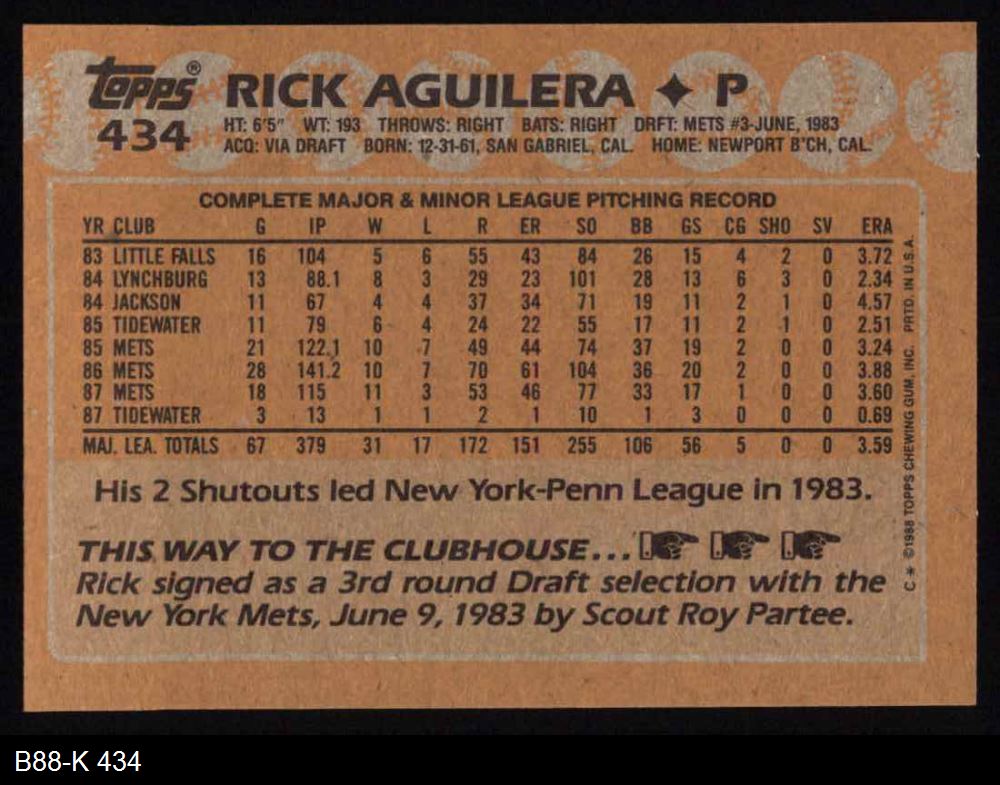 topps® RICK AGUILERA ✦ P
434 HT: 6'5" WT: 193 THROWS: RIGHT BATS: RIGHT DRFT: METS #3-JUNE, 1983
ACQ: VIA DRAFT BORN: 12-31-61, SAN GABRIEL, CAL. HOME: NEWPORT B'CH, CAL.
COMPLETE MAJOR & MINOR LEAGUE PITCHING RECORD
YR CLUB G IP W L R ER SO BB GS CG SHO SV ERA
83 LITTLE FALLS 16 104 5 6 55 43 84 26 15 4 2 0 3.72
84 LYNCHBURG 13 88.1 8 3 29 23 101 28 13 6 3 0 2.34
84 JACKSON 11 67 4 4 37 34 71 19 11 2 1 0 4.57
85 TIDEWATER 11 79 6 4 24 22 55 17 11 2 1 0 2.51
85 METS 21 122.1 10 7 49 44 74 37 19 2 0 0 3.24
86 METS 28 141.2 10 7 70 61 104 36 20 2 0 0 3.88
87 METS 18 115 11 3 53 46 77 33 17 1 0 0 3.60
87 TIDEWATER 3 13 1 1 2 1 10 1 3 0 0 0 0.69
MAJ. LEA. TOTALS 67 379 31 17 172 151 255 106 56 5 0 0 3.59
His 2 Shutouts led New York-Penn League in 1983.
THIS WAY TO THE CLUBHOUSE...
Rick signed as a 3rd round Draft selection with the
New York Mets, June 9, 1983 by Scout Roy Partee.
C * ©1988 TOPPS CHEWING GUM, INC. PRTD. IN U.S.A.
B88-K 434